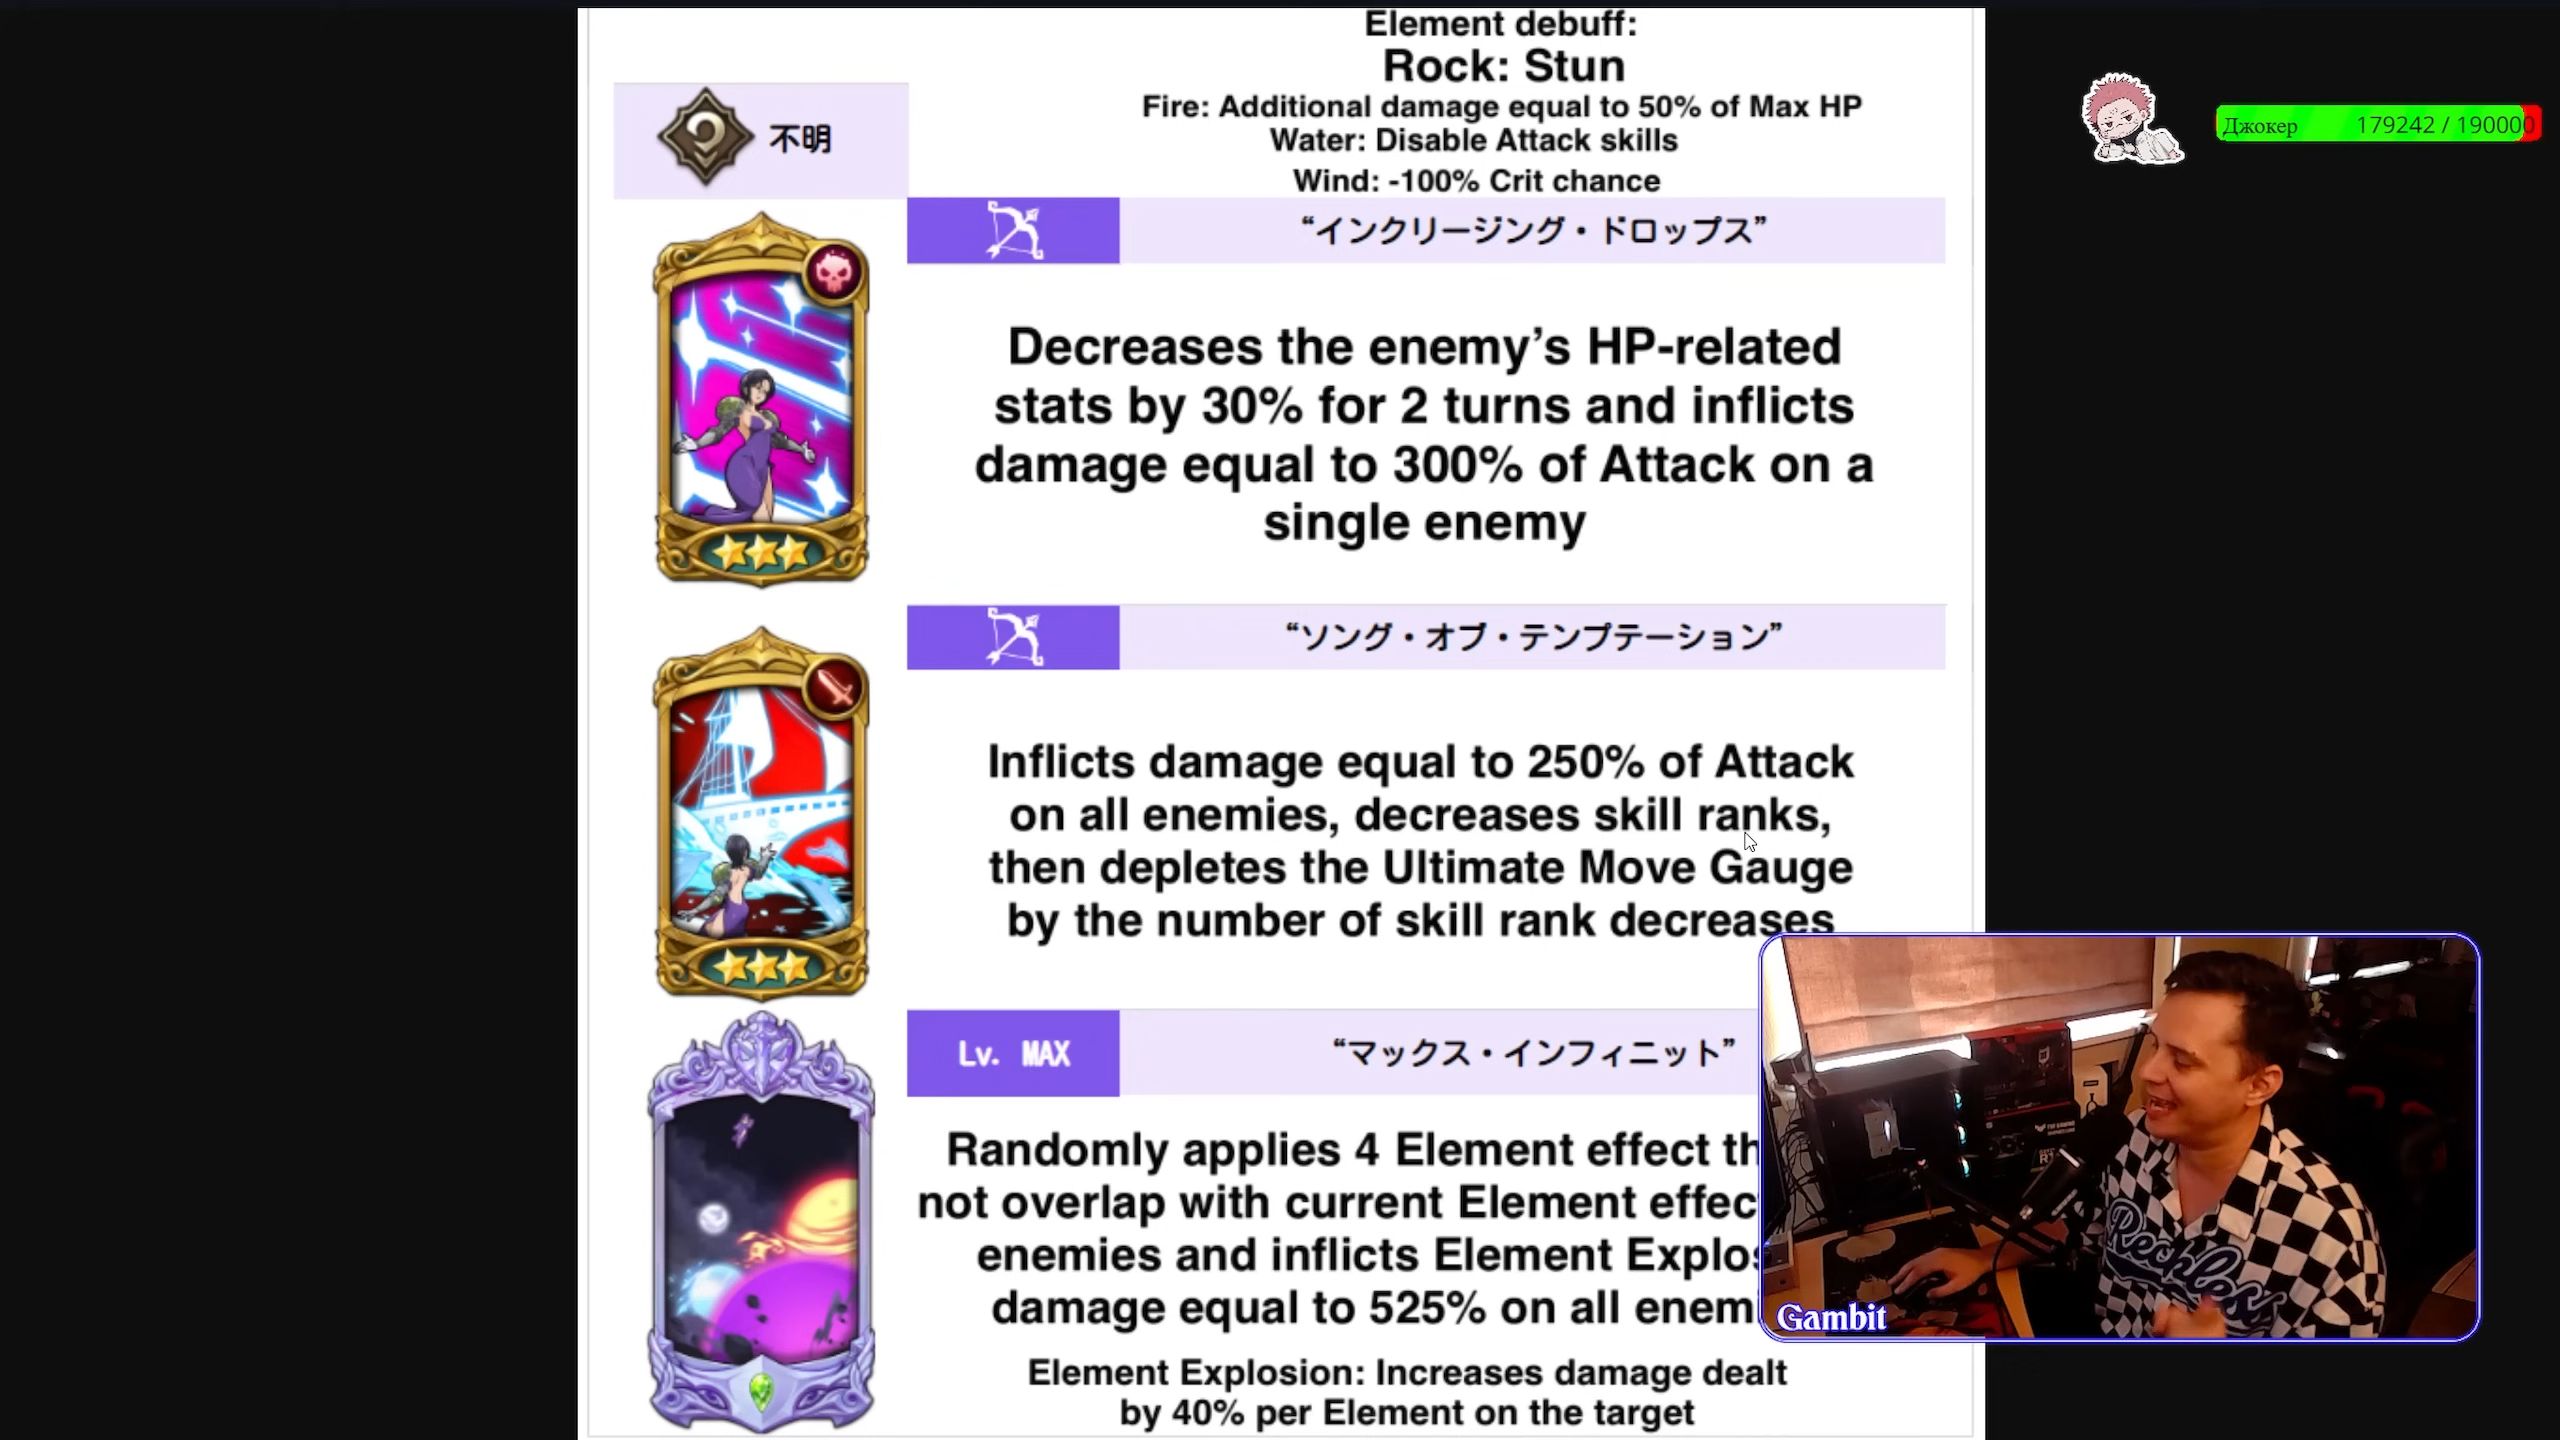 Element debuff:
Rock: Stun
Fire: Additional damage equal to 50% of Max HP
Water: Disable Attack skills
Wind: -100% Crit chance
不明
Джокер 179242 / 190000
“インクリージング・ドロップス”
Decreases the enemy’s HP-related
stats by 30% for 2 turns and inflicts
damage equal to 300% of Attack on a
single enemy
“ソング・オブ・テンプテーション”
Inflicts damage equal to 250% of Attack
on all enemies, decreases skill ranks,
then depletes the Ultimate Move Gauge
by the number of skill rank decreases
Lv. MAX
“マックス・インフィニット”
Randomly applies 4 Element effect th
not overlap with current Element effec
enemies and inflicts Element Explos
damage equal to 525% on all enem
Element Explosion: Increases damage dealt
by 40% per Element on the target
Reckless
Gambit